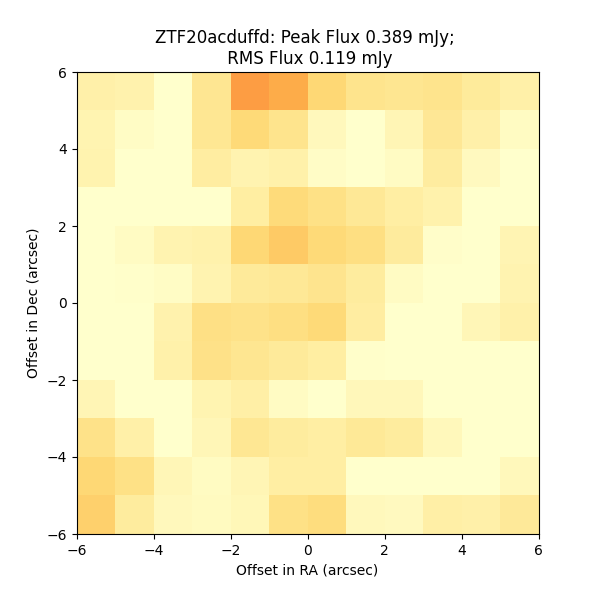 ZTF20acduffd: Peak Flux 0.389 mJy;
RMS Flux 0.119 mJy
6
4
2
0
−2
−4
−6
Offset in Dec (arcsec)
−6 −4 −2 0 2 4 6
Offset in RA (arcsec)